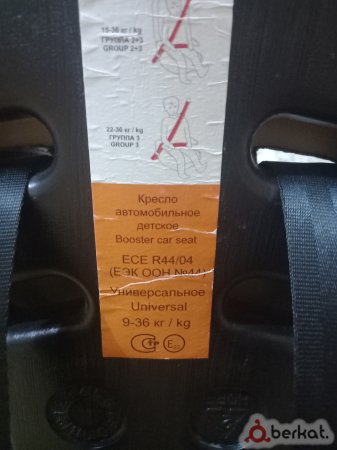 15-36 кг / kg
ГРУППА 2+3
GROUP 2+3
22-36 кг / kg
ГРУППА 3
GROUP 3
Кресло
автомобильное
детское
Booster car seat
ECE R44/04
(ЕЭК ООН №44)
Универсальное
Universal
9-36 кг / kg
berkat.